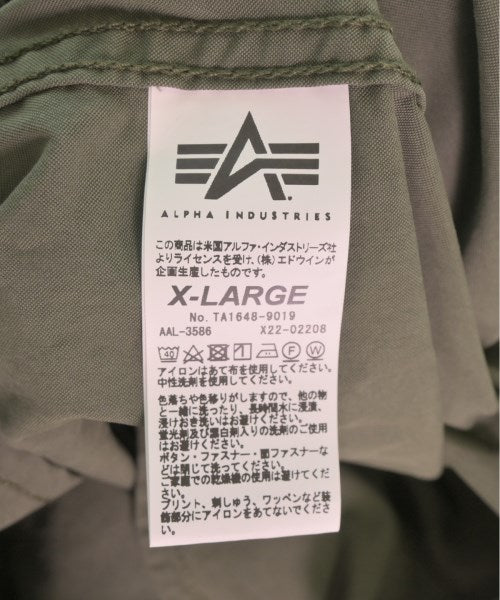 ALPHA INDUSTRIES
この商品は米国アルファ・インダストリーズ社
よりライセンスを受け、(株)エドウインが
企画生産したものです。
X-LARGE
No. TA1648-9019
AAL-3586 X22-02208
40 F W
アイロンはあて布を使用してください。
中性洗剤を使用してください。
色落ちや色移りがしますので、他の物
と一緒に洗ったり、長時間水に浸漬、
浸けおき洗いはお避けください。
蛍光剤及び漂白剤入りの洗剤のご使用
はお避けください。
ボタン・ファスナー・面ファスナーな
どは閉じて洗ってください。
ご家庭での乾燥機の使用は避けてくだ
さい。
プリント、刺しゅう、ワッペンなど装
飾部分にアイロンをあてないでくださ
い。